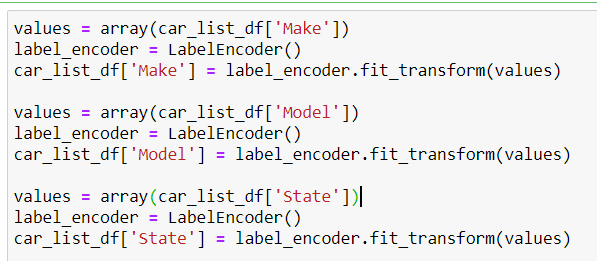 values = array(car_list_df['Make'])
label_encoder = LabelEncoder()
car_list_df['Make'] = label_encoder.fit_transform(values)
values = array(car_list_df['Model'])
label_encoder = LabelEncoder()
car_list_df['Model'] = label_encoder.fit_transform(values)
values = array(car_list_df['State'])
label_encoder = LabelEncoder()
car_list_df['State'] = label_encoder.fit_transform(values)